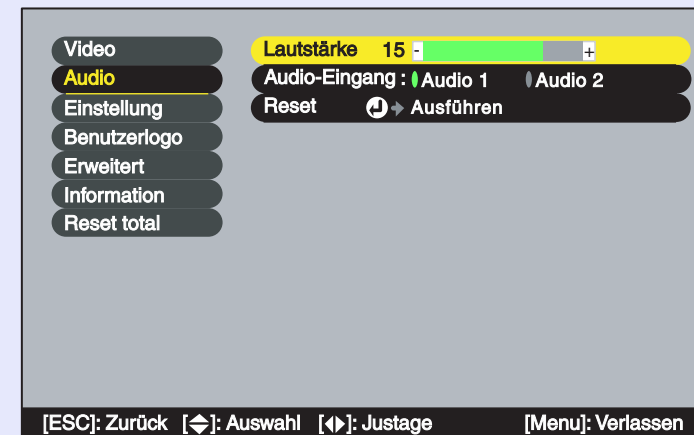 Video
Audio
Einstellung
Benutzerlogo
Erweitert
Information
Reset total
Lautstärke 15 - +
Audio-Eingang : Audio 1 Audio 2
Reset Ausführen
[ESC]: Zurück [ ]: Auswahl [ ]: Justage [Menu]: Verlassen